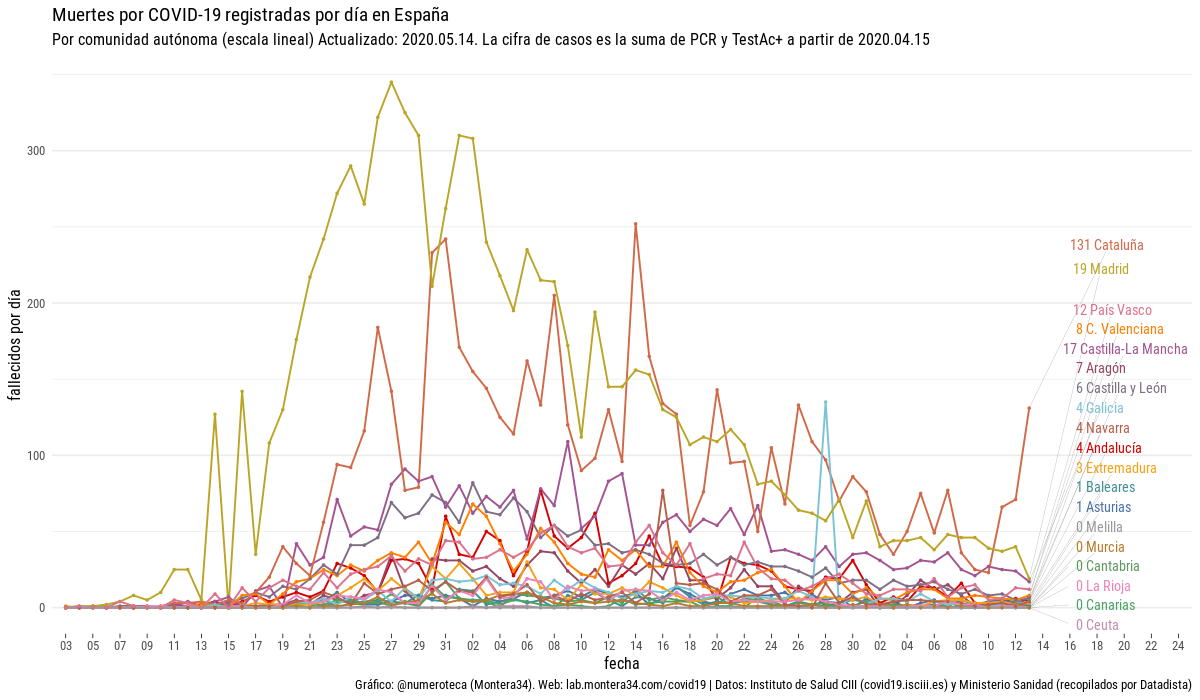 Muertes por COVID-19 registradas por día en España
Por comunidad autónoma (escala lineal) Actualizado: 2020.05.14. La cifra de casos es la suma de PCR y TestAc+ a partir de 2020.04.15
fallecidos por día
300
200
100
0
131 Cataluña
19 Madrid
12 País Vasco
8 C. Valenciana
17 Castilla-La Mancha
7 Aragón
6 Castilla y León
4 Galicia
4 Navarra
4 Andalucía
3 Extremadura
1 Baleares
1 Asturias
0 Melilla
0 Murcia
0 Cantabria
0 La Rioja
0 Canarias
0 Ceuta
03 05 07 09 11 13 15 17 19 21 23 25 27 29 31 02 04 06 08 10 12 14 16 18 20 22 24 26 28 30 02 04 06 08 10 12 14 16 18 20 22 24
fecha
Gráfico: @numeroteca (Montera34). Web: lab.montera34.com/covid19 | Datos: Instituto de Salud CIII (covid19.isciii.es) y Ministerio Sanidad (recopilados por Datadista)